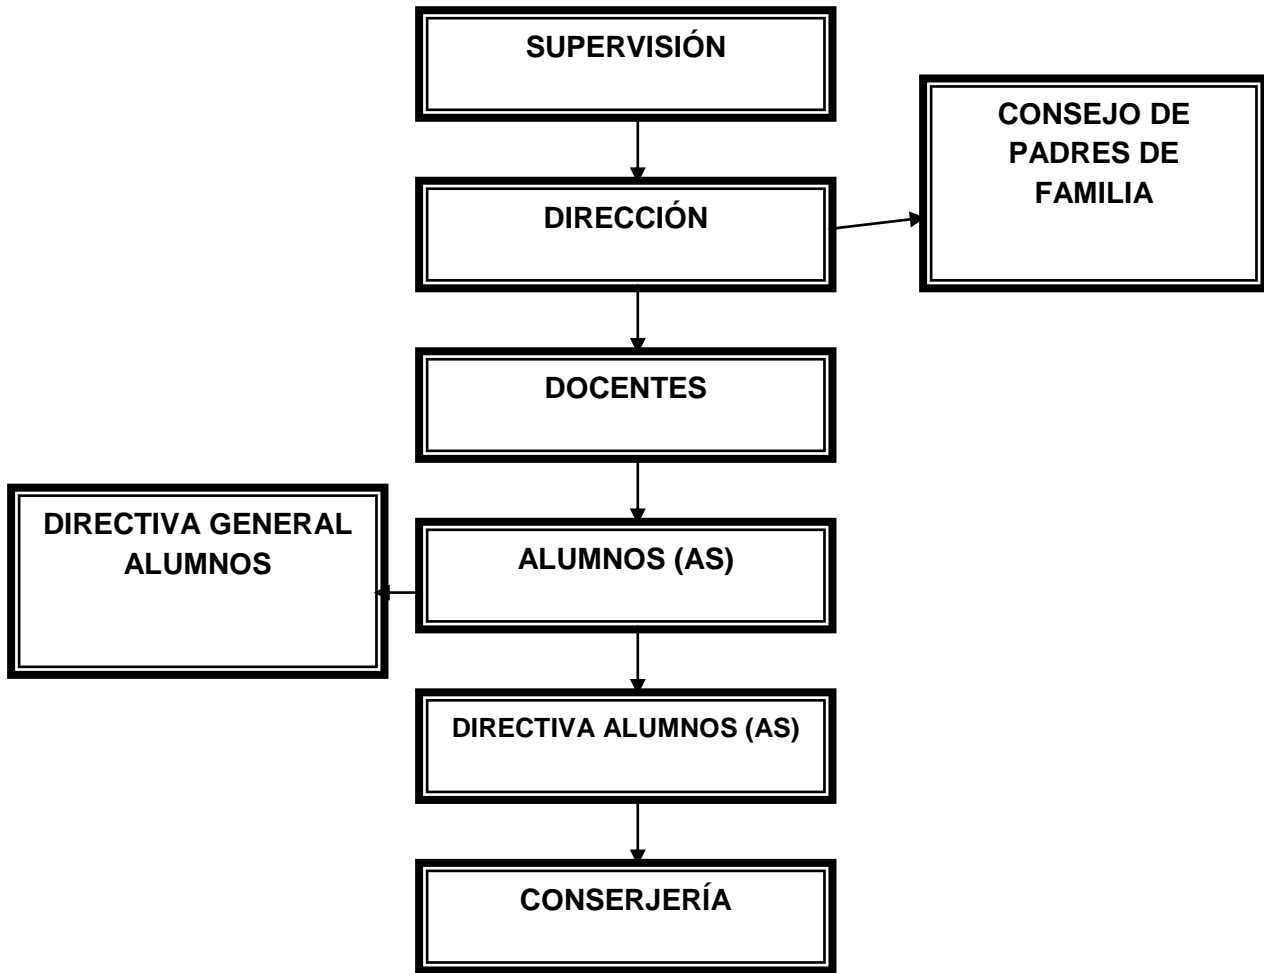 SUPERVISIÓN
CONSEJO DE
PADRES DE
FAMILIA
DIRECCIÓN
DOCENTES
DIRECTIVA GENERAL
ALUMNOS
ALUMNOS (AS)
DIRECTIVA ALUMNOS (AS)
CONSERJERÍA